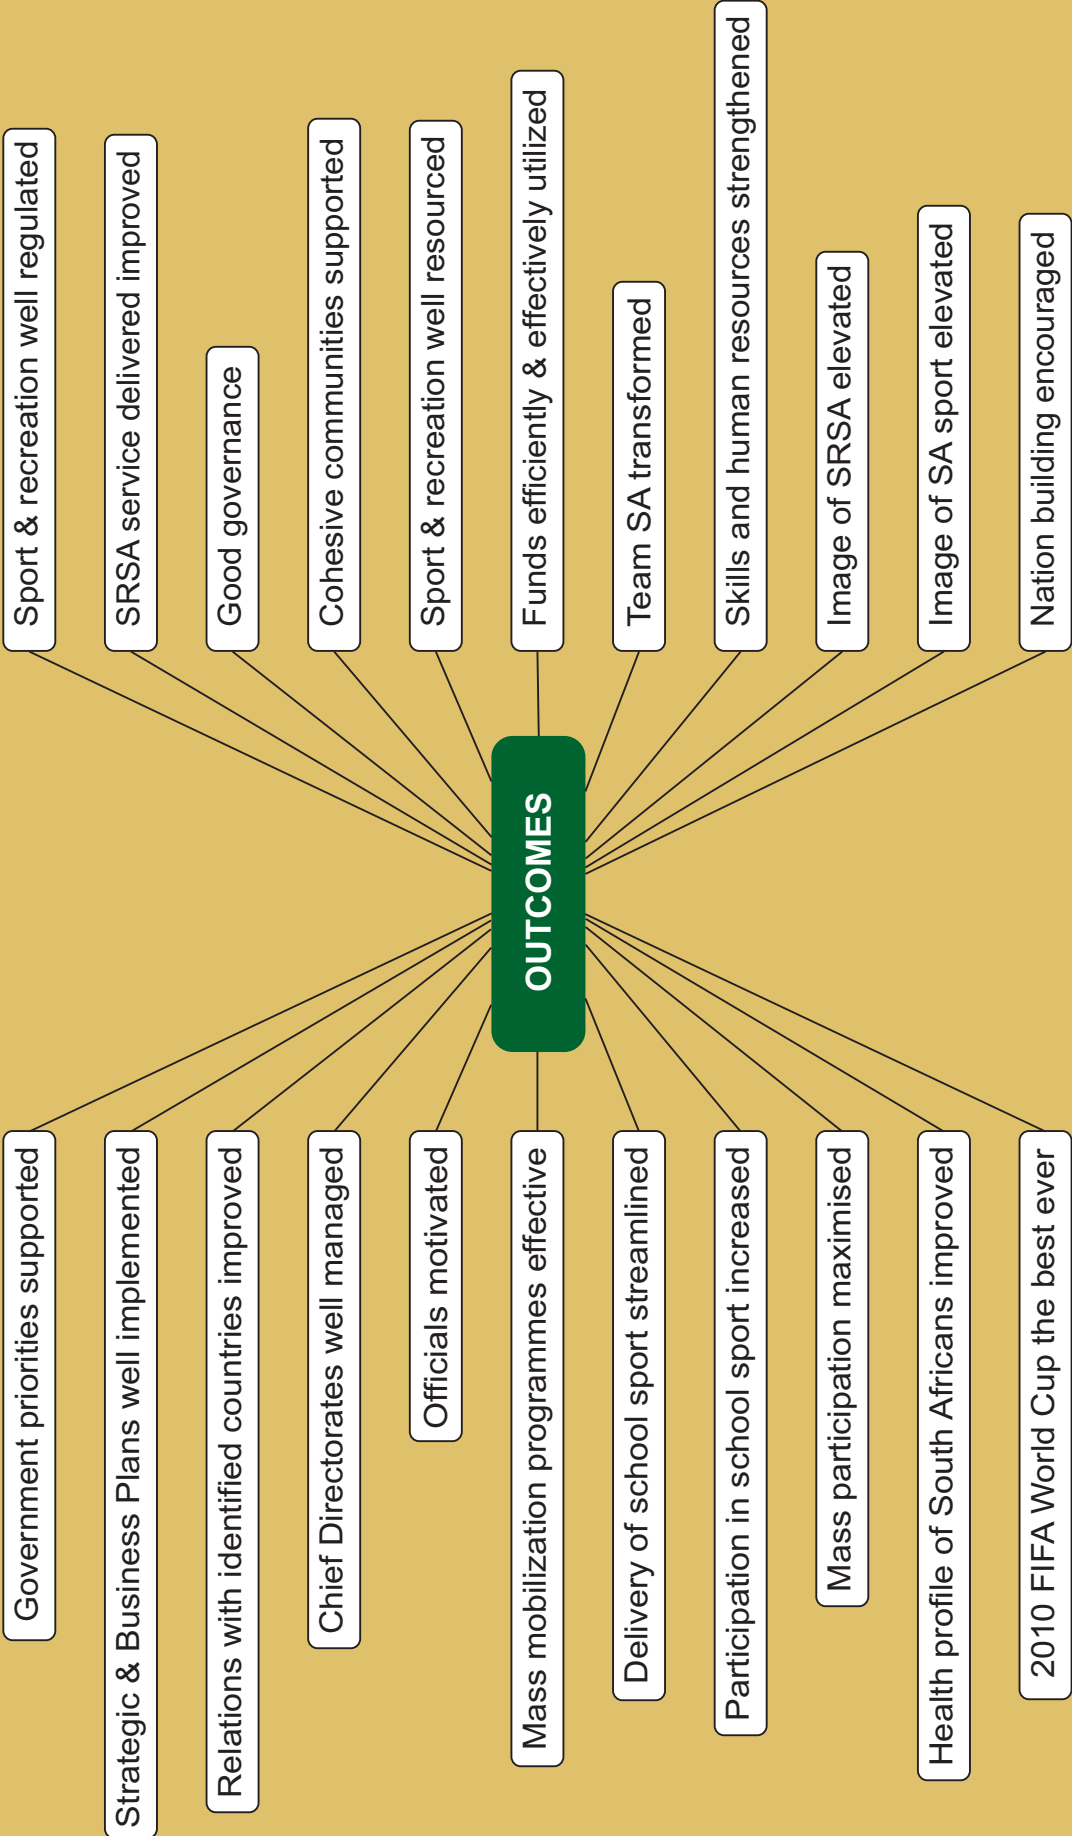 Government priorities supported
Strategic & Business Plans well implemented
Relations with identified countries improved
Chief Directorates well managed
Officials motivated
Mass mobilization programmes effective
Delivery of school sport streamlined
Participation in school sport increased
Mass participation maximised
Health profile of South Africans improved
2010 FIFA World Cup the best ever
OUTCOMES
Sport & recreation well regulated
SRSA service delivered improved
Good governance
Cohesive communities supported
Sport & recreation well resourced
Funds efficiently & effectively utilized
Team SA transformed
Skills and human resources strengthened
Image of SRSA elevated
Image of SA sport elevated
Nation building encouraged